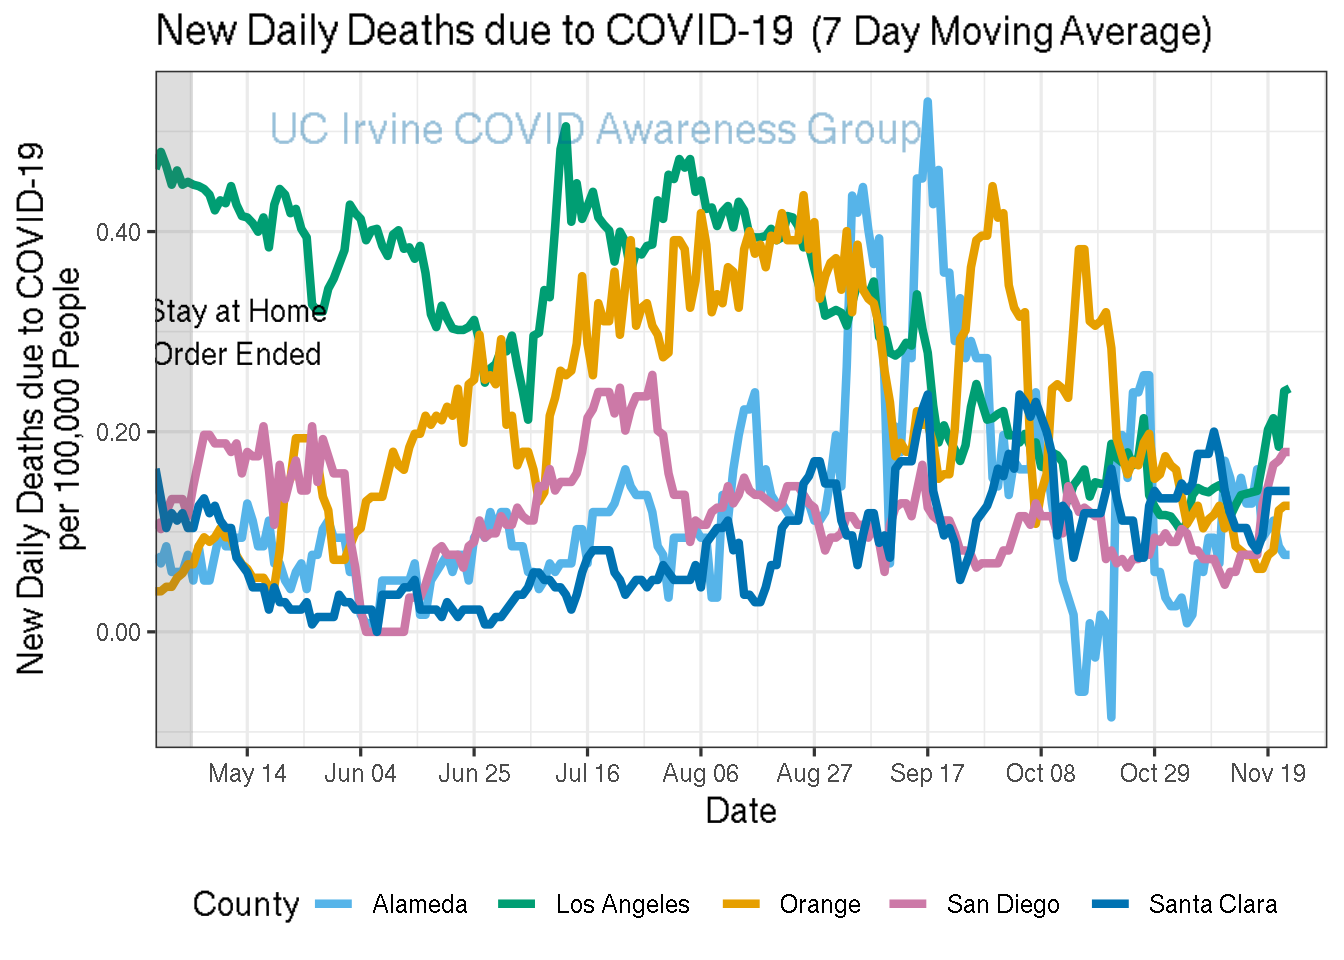 New Daily Deaths due to COVID-19 (7 Day Moving Average)
UC Irvine COVID Awareness Group
New Daily Deaths due to COVID-19
per 100,000 People
0.40
0.20
0.00
Stay at Home
Order Ended
May 14 Jun 04 Jun 25 Jul 16 Aug 06 Aug 27 Sep 17 Oct 08 Oct 29 Nov 19
Date
County Alameda Los Angeles Orange San Diego Santa Clara